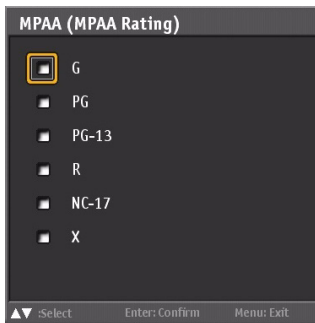 MPAA (MPAA Rating)
G
PG
PG-13
R
NC-17
X
▲▼ :Select Enter: Confirm Menu: Exit